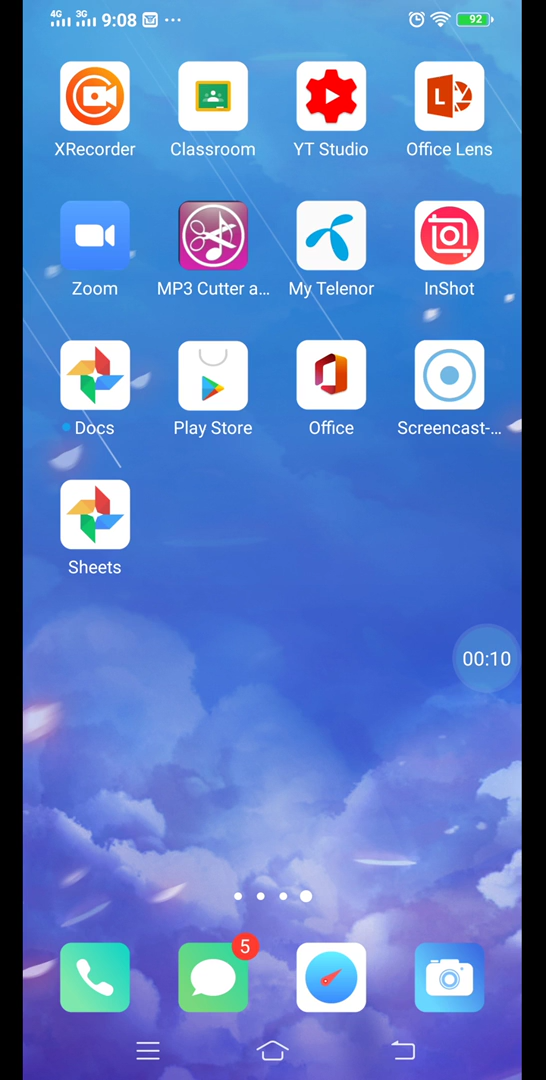 4G 3G 9:08 92
XRecorder Classroom YT Studio Office Lens
L
Zoom MP3 Cutter a... My Telenor InShot
Docs Play Store Office Screencast-...
Sheets
00:10
5